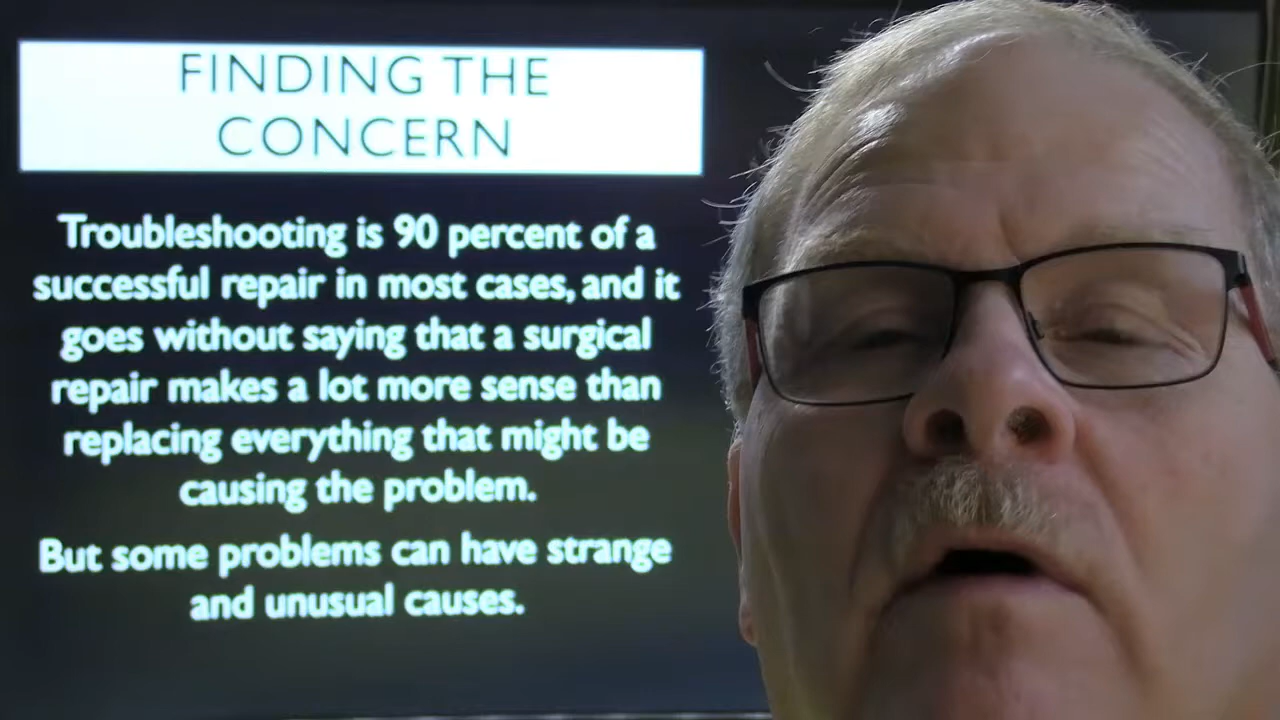 FINDING THE
CONCERN
Troubleshooting is 90 percent of a
successful repair in most cases, and it
goes without saying that a surgical
repair makes a lot more sense than
replacing everything that might be
causing the problem.
But some problems can have strange
and unusual causes.